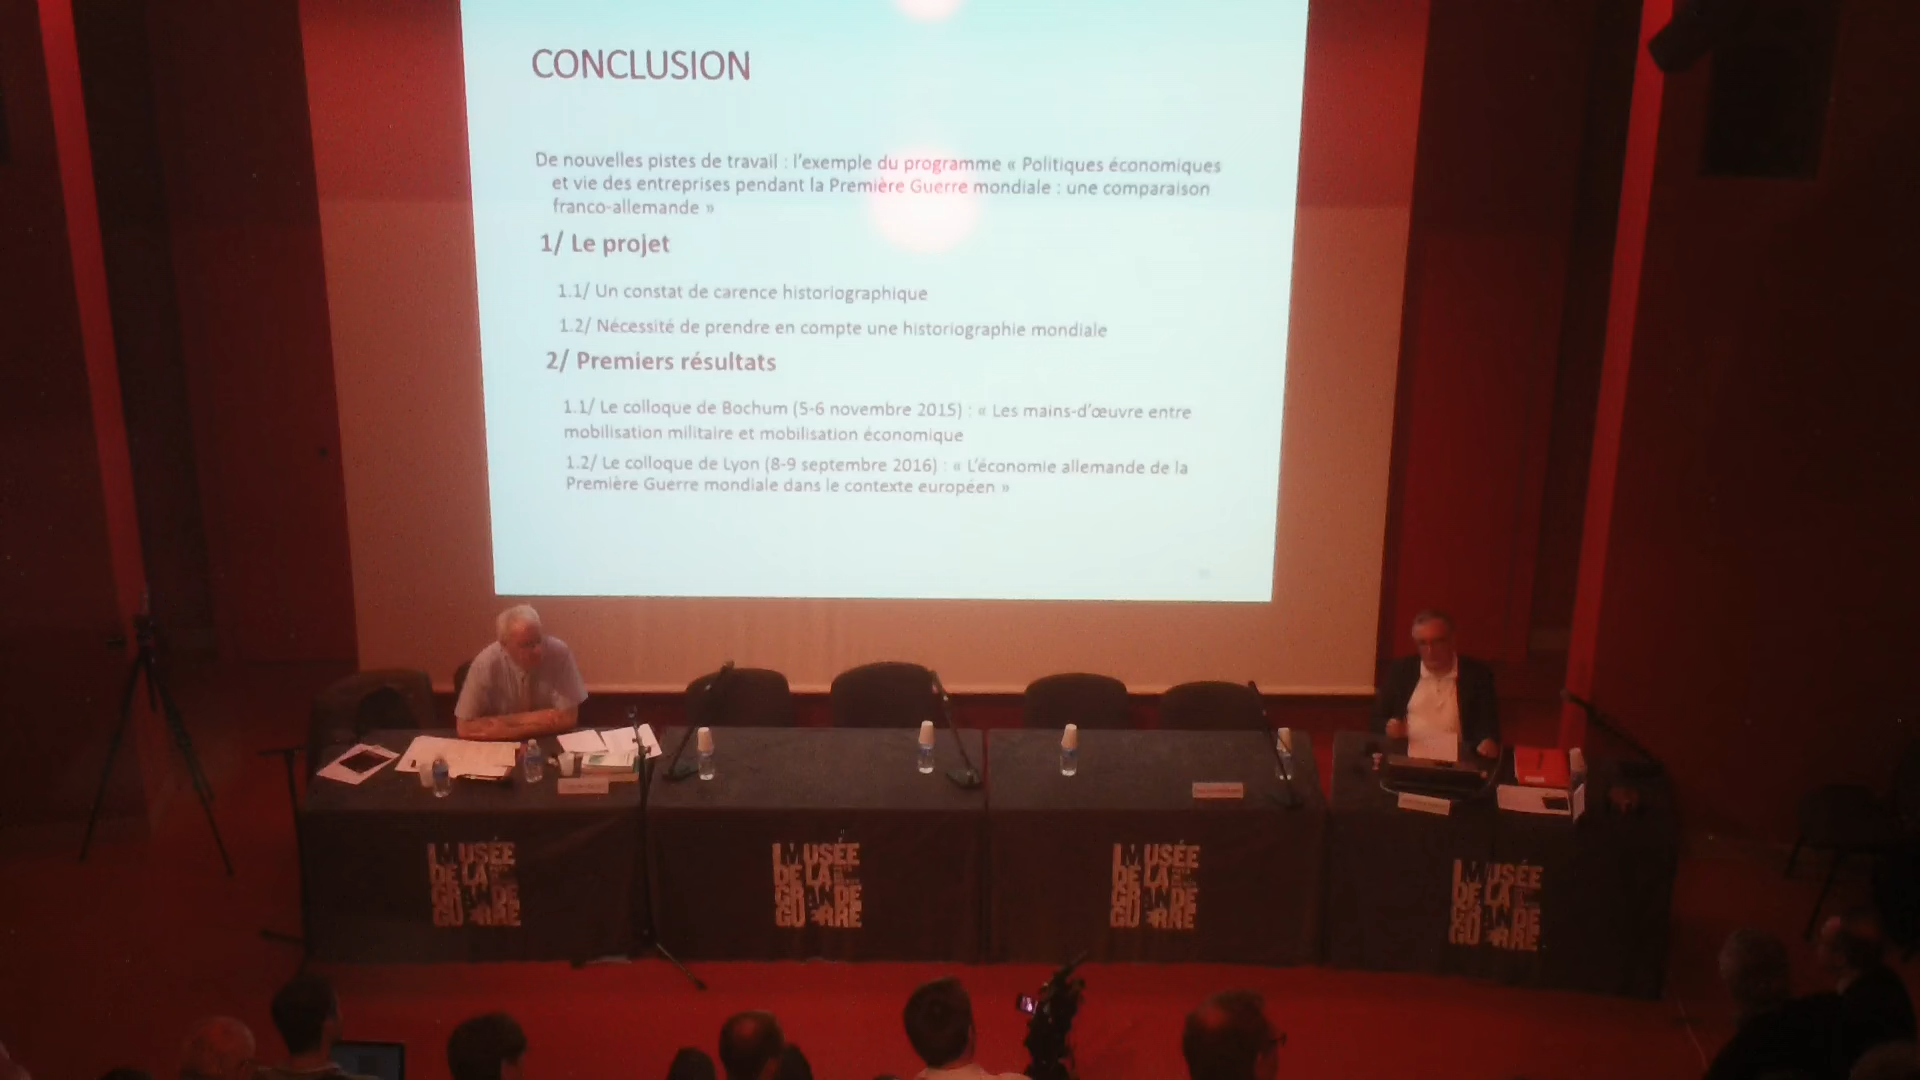 CONCLUSION
De nouvelles pistes de travail : l'exemple du programme « Politiques économiques
et vie des entreprises pendant la Première Guerre mondiale : une comparaison
franco-allemande »
1/ Le projet
1.1/ Un constat de carence historiographique
1.2/ Nécessité de prendre en compte une historiographie mondiale
2/ Premiers résultats
1.1/ Le colloque de Bochum (5-6 novembre 2015) : « Les mains-d'œuvre entre
mobilisation militaire et mobilisation économique
1.2/ Le colloque de Lyon (8-9 septembre 2016) : « L'économie allemande de la
Première Guerre mondiale dans le contexte européen »
MUSÉE
DE LA
GRANDE
GUERRE
MUSÉE
DE LA
GRANDE
GUERRE
MUSÉE
DE LA
GRANDE
GUERRE
MUSÉE
DE LA
GRANDE
GUERRE